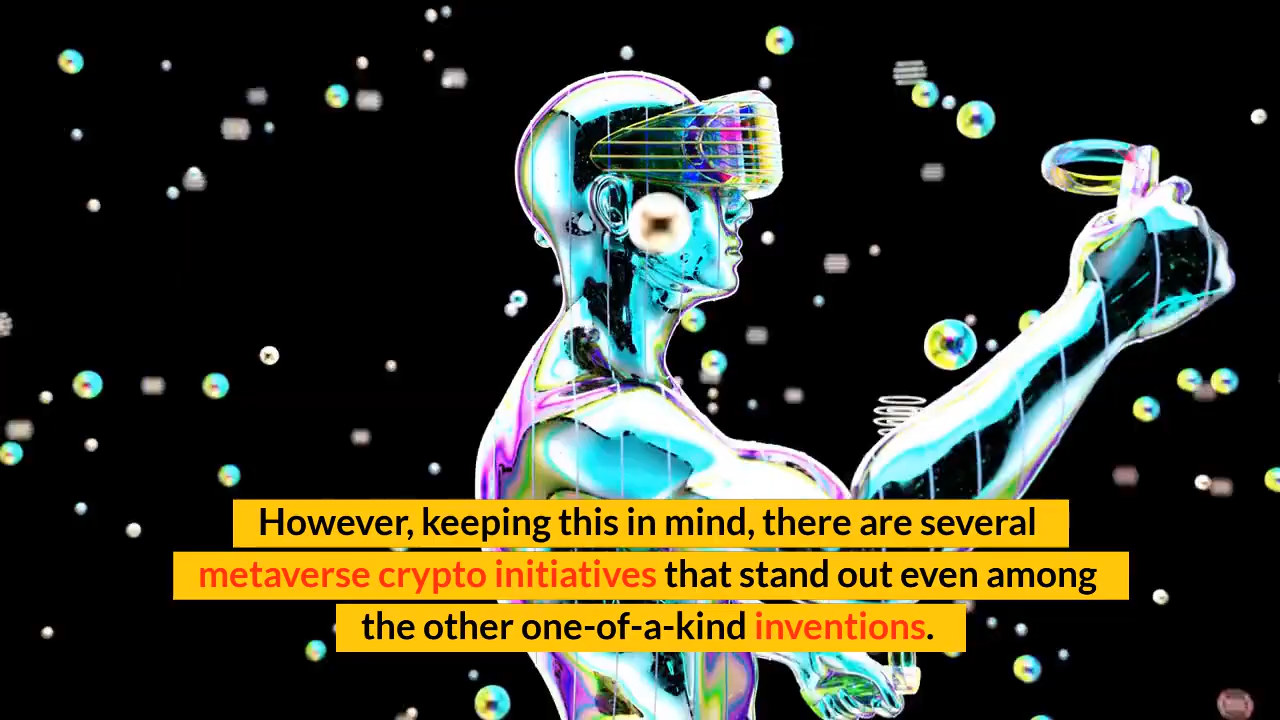 However, keeping this in mind, there are several
metaverse crypto initiatives that stand out even among
the other one-of-a-kind inventions.